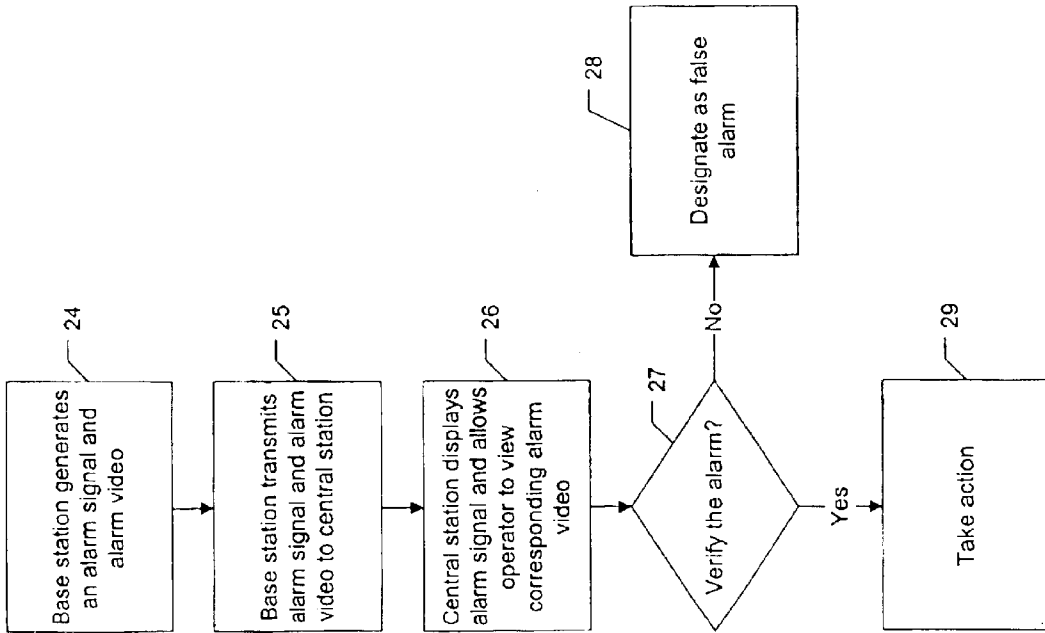 24
Base station generates
an alarm signal and
alarm video
25
Base station transmits
alarm signal and alarm
video to central station
26
Central station displays
alarm signal and allows
operator to view
corresponding alarm
video
27
Verify the alarm?
No
28
Designate as false
alarm
Yes
29
Take action